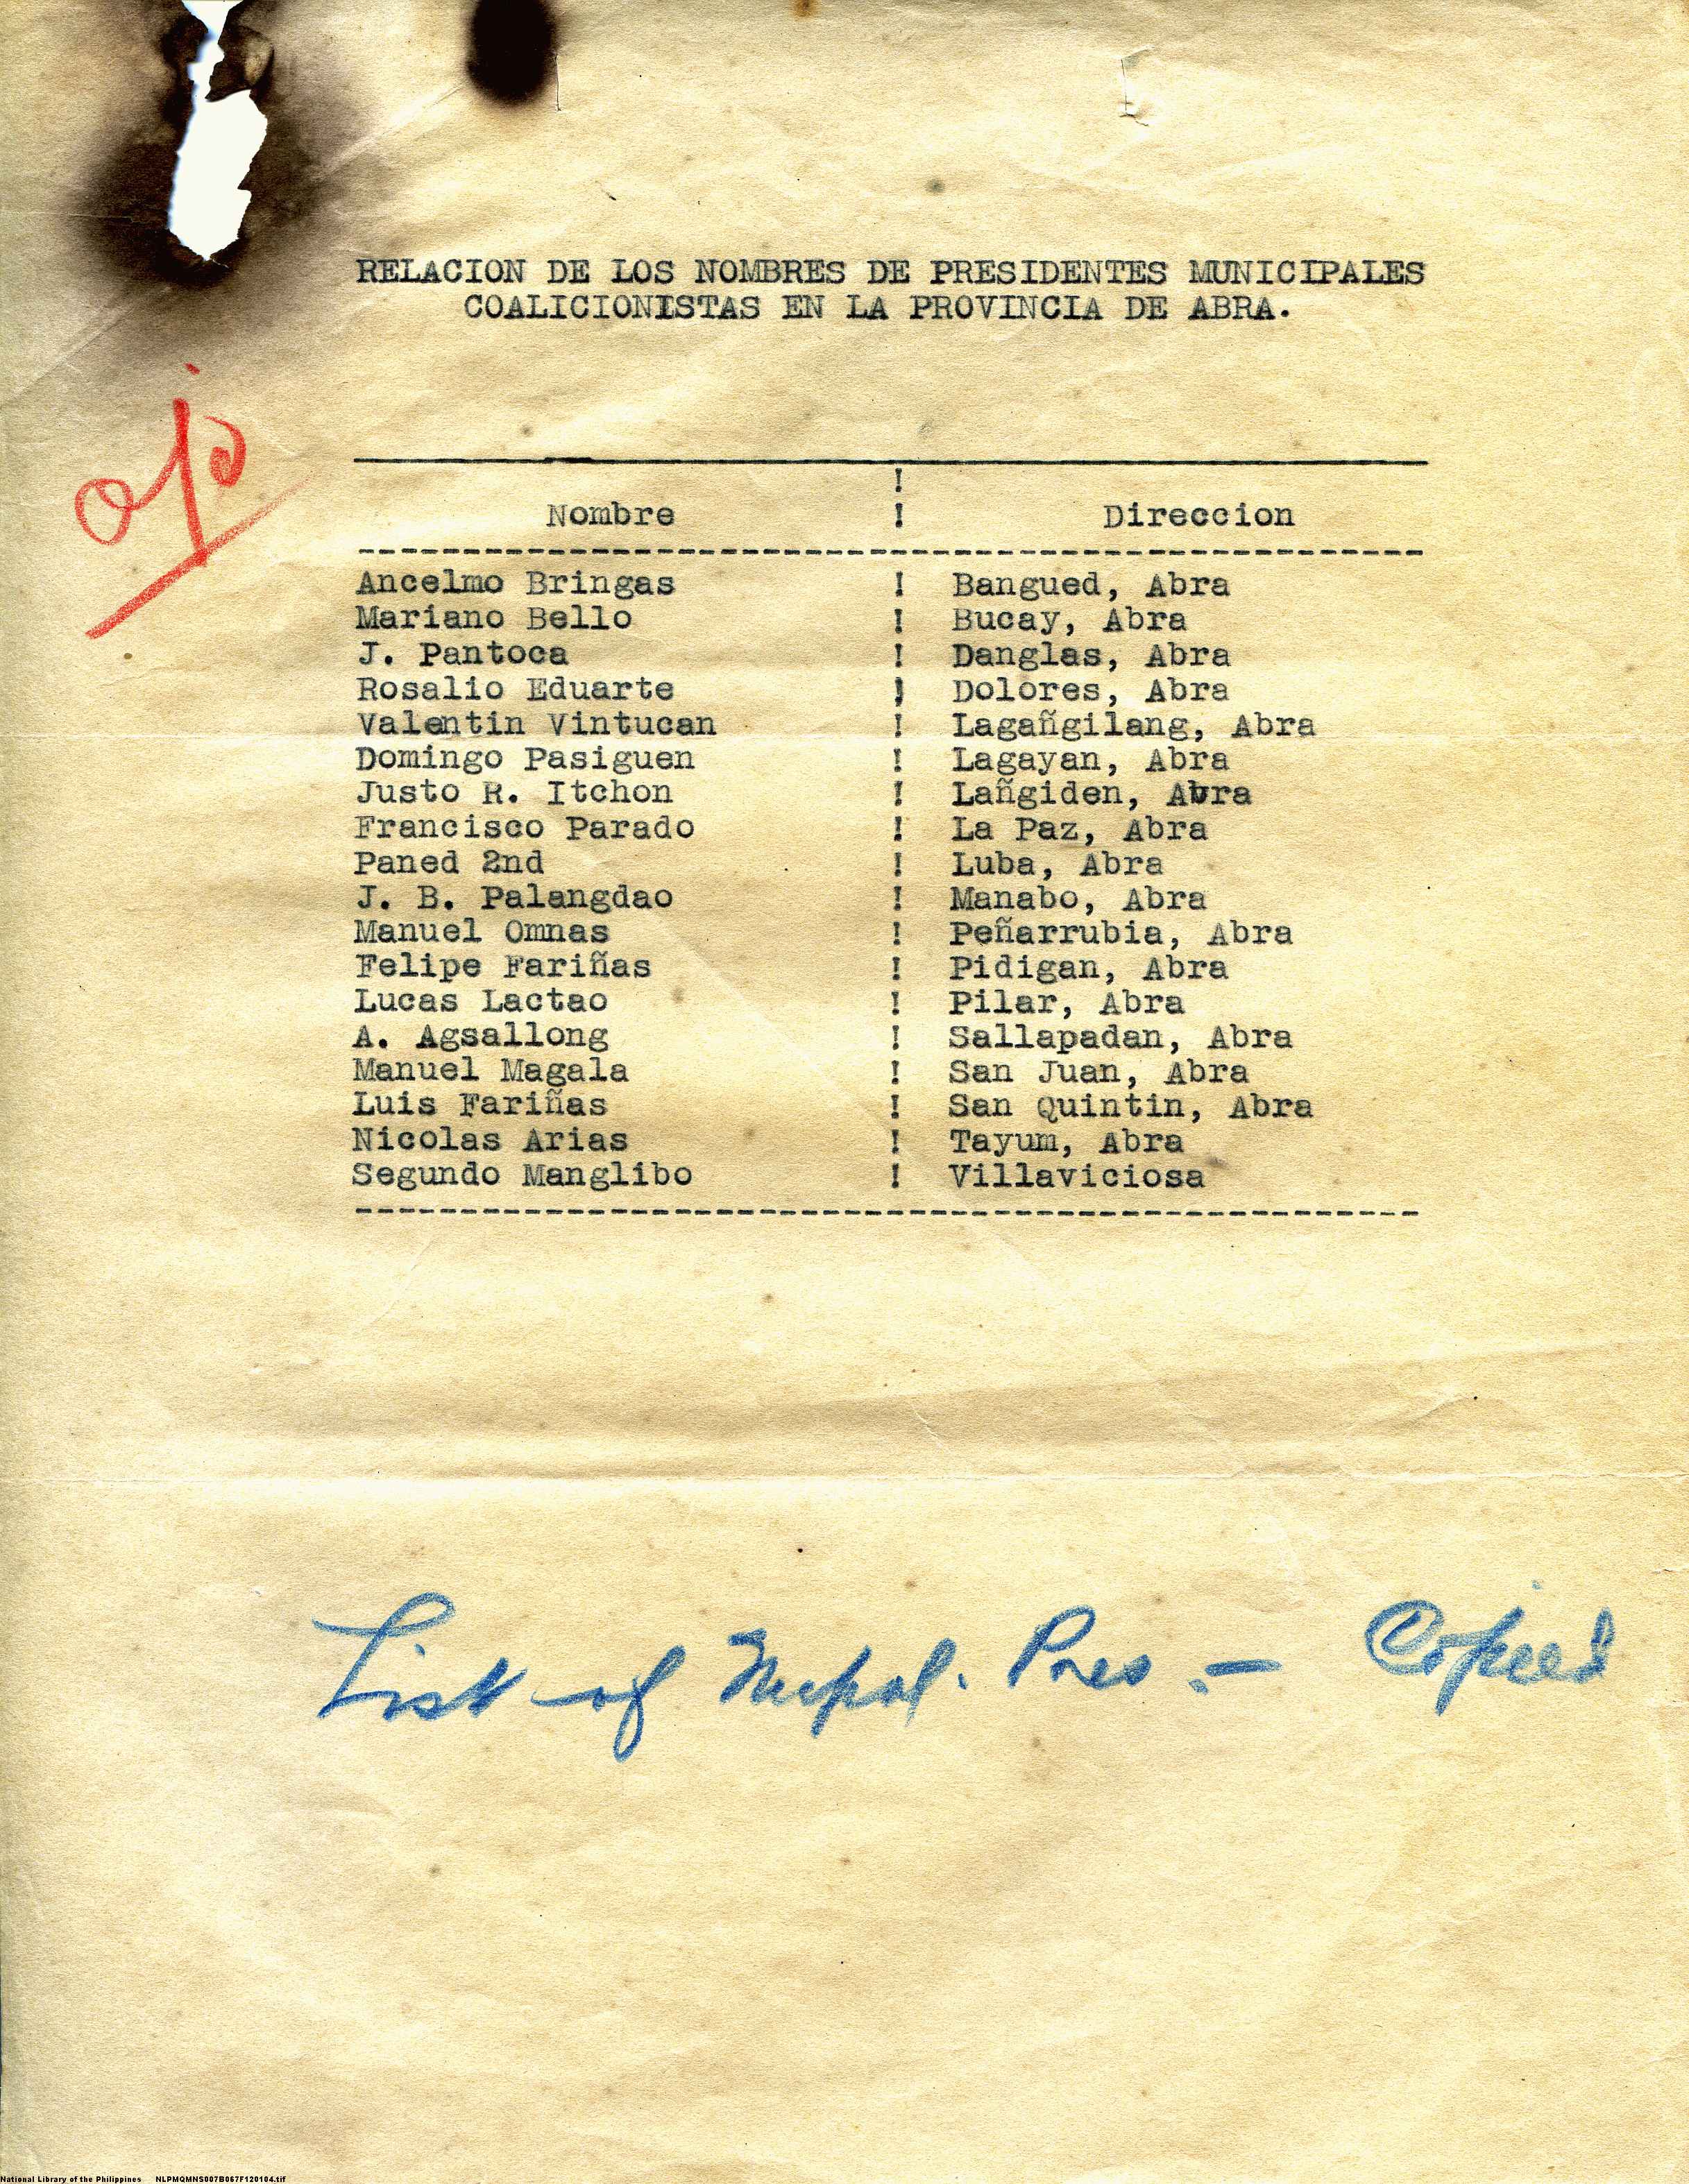 RELACION DE LOS NOMBRES DE PRESIDENTES MUNICIPALES
COALICIONISTAS EN LA PROVINCIA DE ABRA.
ojo
Nombre ! Direccion
Ancelmo Bringas ! Bangued, Abra
Mariano Bello ! Bucay, Abra
J. Pantoca ! Danglas, Abra
Rosalio Eduarte ! Dolores, Abra
Valentin Vintucan ! Lagañgilang, Abra
Domingo Pasiguen ! Lagayan, Abra
Justo R. Itchon ! Lañgiden, Abra
Francisco Parado ! La Paz, Abra
Paned 2nd ! Luba, Abra
J. B. Palangdao ! Manabo, Abra
Manuel Omnas ! Peñarrubia, Abra
Felipe Fariñas ! Pidigan, Abra
Lucas Lactao ! Pilar, Abra
A. Agsallong ! Sallapadan, Abra
Manuel Magala ! San Juan, Abra
Luis Fariñas ! San Quintin, Abra
Nicolas Arias ! Tayum, Abra
Segundo Manglibo ! Villaviciosa
List of Mcpal. Pres. - Copied
National Library of the Philippines NLPMQMNS007B067F120104.tif